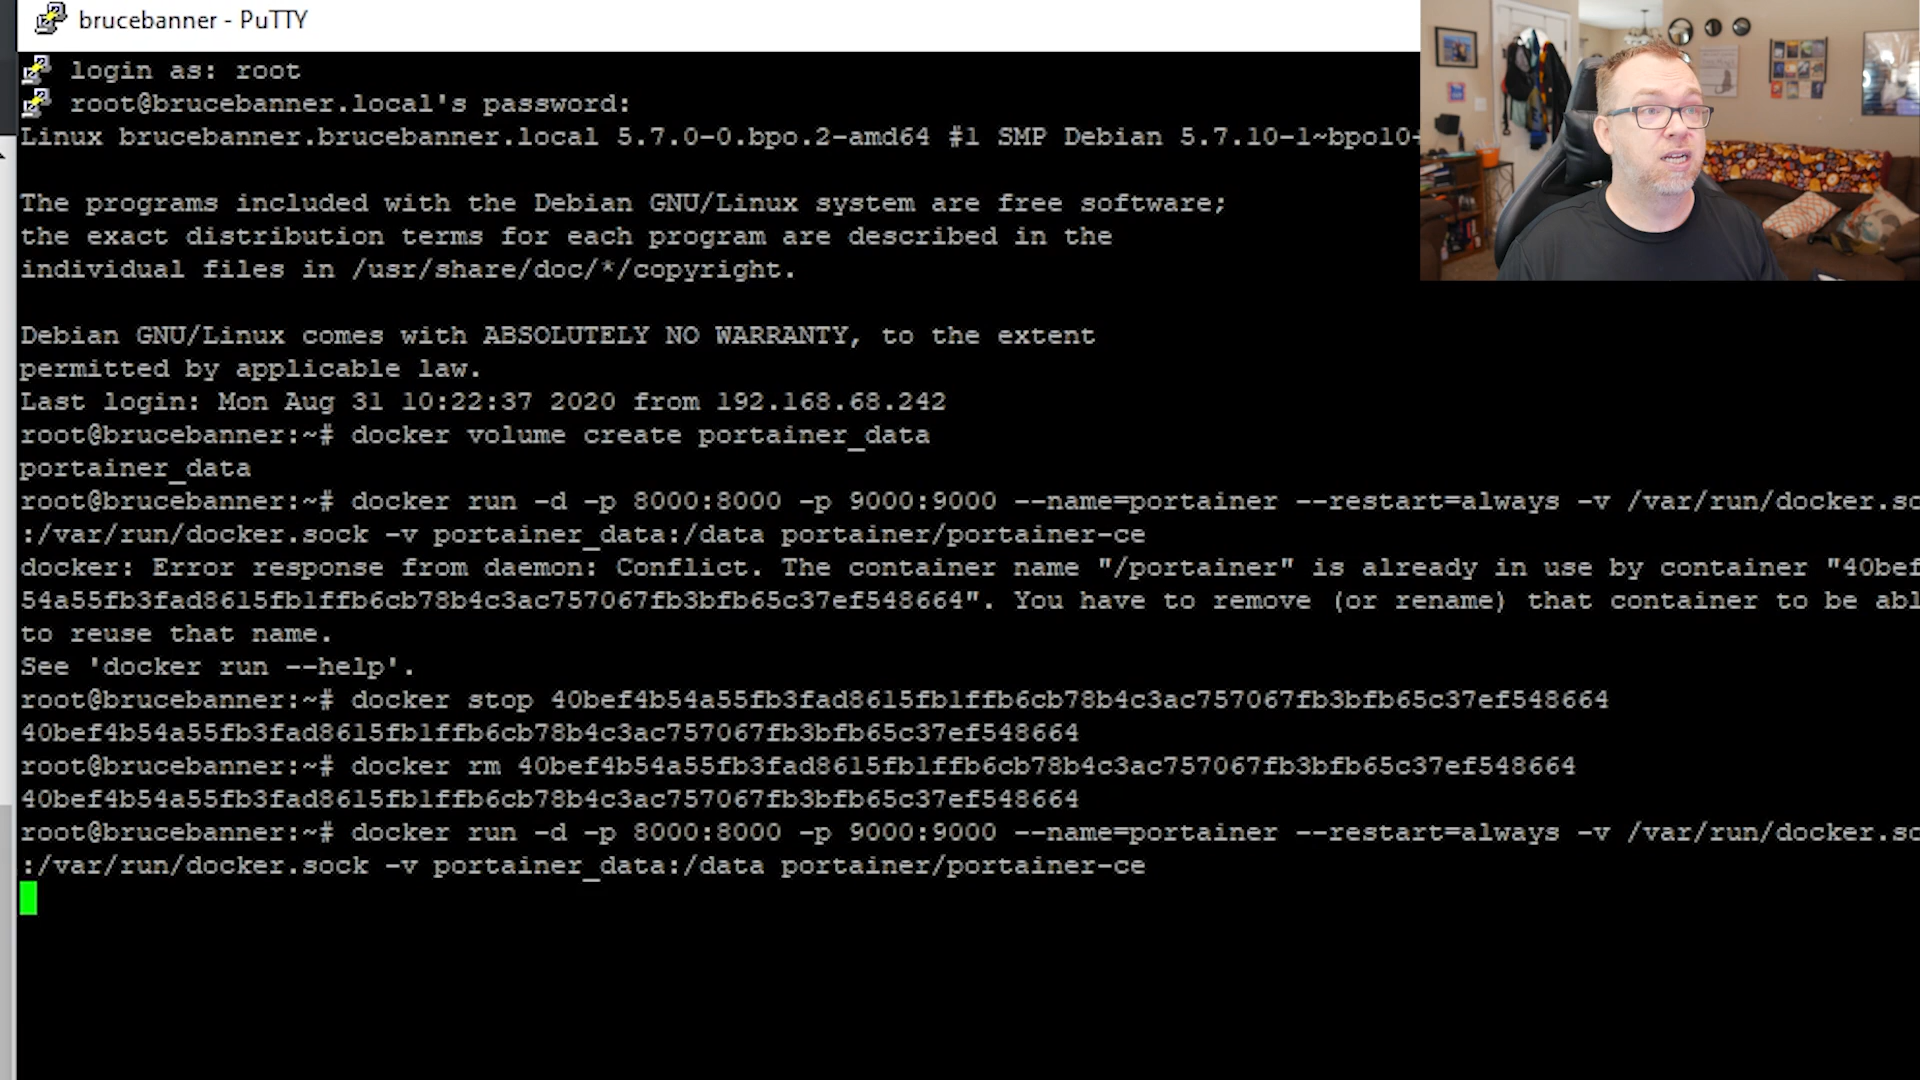 brucebanner - PuTTY
login as: root
root@brucebanner.local's password:
Linux brucebanner.brucebanner.local 5.7.0-0.bpo.2-amd64 #1 SMP Debian 5.7.10-1~bpo10+
The programs included with the Debian GNU/Linux system are free software;
the exact distribution terms for each program are described in the
individual files in /usr/share/doc/*/copyright.
Debian GNU/Linux comes with ABSOLUTELY NO WARRANTY, to the extent
permitted by applicable law.
Last login: Mon Aug 31 10:22:37 2020 from 192.168.68.242
root@brucebanner:~# docker volume create portainer_data
portainer_data
root@brucebanner:~# docker run -d -p 8000:8000 -p 9000:9000 --name=portainer --restart=always -v /var/run/docker.so
:/var/run/docker.sock -v portainer_data:/data portainer/portainer-ce
docker: Error response from daemon: Conflict. The container name "/portainer" is already in use by container "40bef
54a55fb3fad8615fb1ffb6cb78b4c3ac757067fb3bfb65c37ef548664". You have to remove (or rename) that container to be abl
to reuse that name.
See 'docker run --help'.
root@brucebanner:~# docker stop 40bef4b54a55fb3fad8615fb1ffb6cb78b4c3ac757067fb3bfb65c37ef548664
40bef4b54a55fb3fad8615fb1ffb6cb78b4c3ac757067fb3bfb65c37ef548664
root@brucebanner:~# docker rm 40bef4b54a55fb3fad8615fb1ffb6cb78b4c3ac757067fb3bfb65c37ef548664
40bef4b54a55fb3fad8615fb1ffb6cb78b4c3ac757067fb3bfb65c37ef548664
root@brucebanner:~# docker run -d -p 8000:8000 -p 9000:9000 --name=portainer --restart=always -v /var/run/docker.so
:/var/run/docker.sock -v portainer_data:/data portainer/portainer-ce